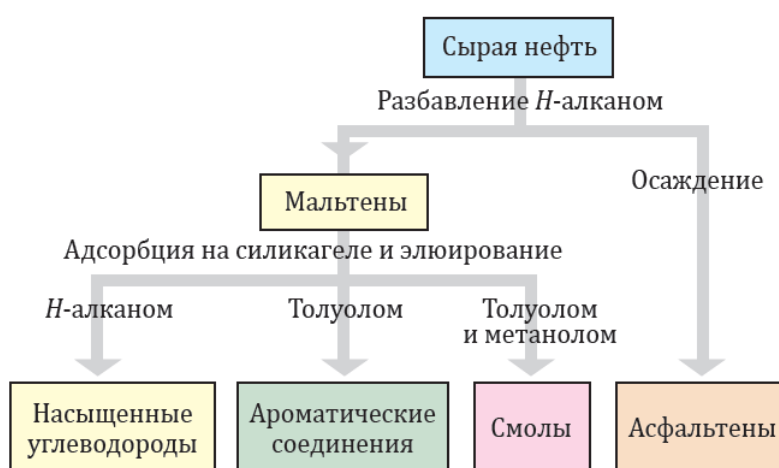 Сырая нефть
Разбавление Н-алканом
Осаждение
Мальтены
Адсорбция на силикагеле и элюирование
Н-алканом
Толуолом
Толуолом
и метанолом
Насыщенные
углеводороды
Ароматические
соединения
Смолы
Асфальтены